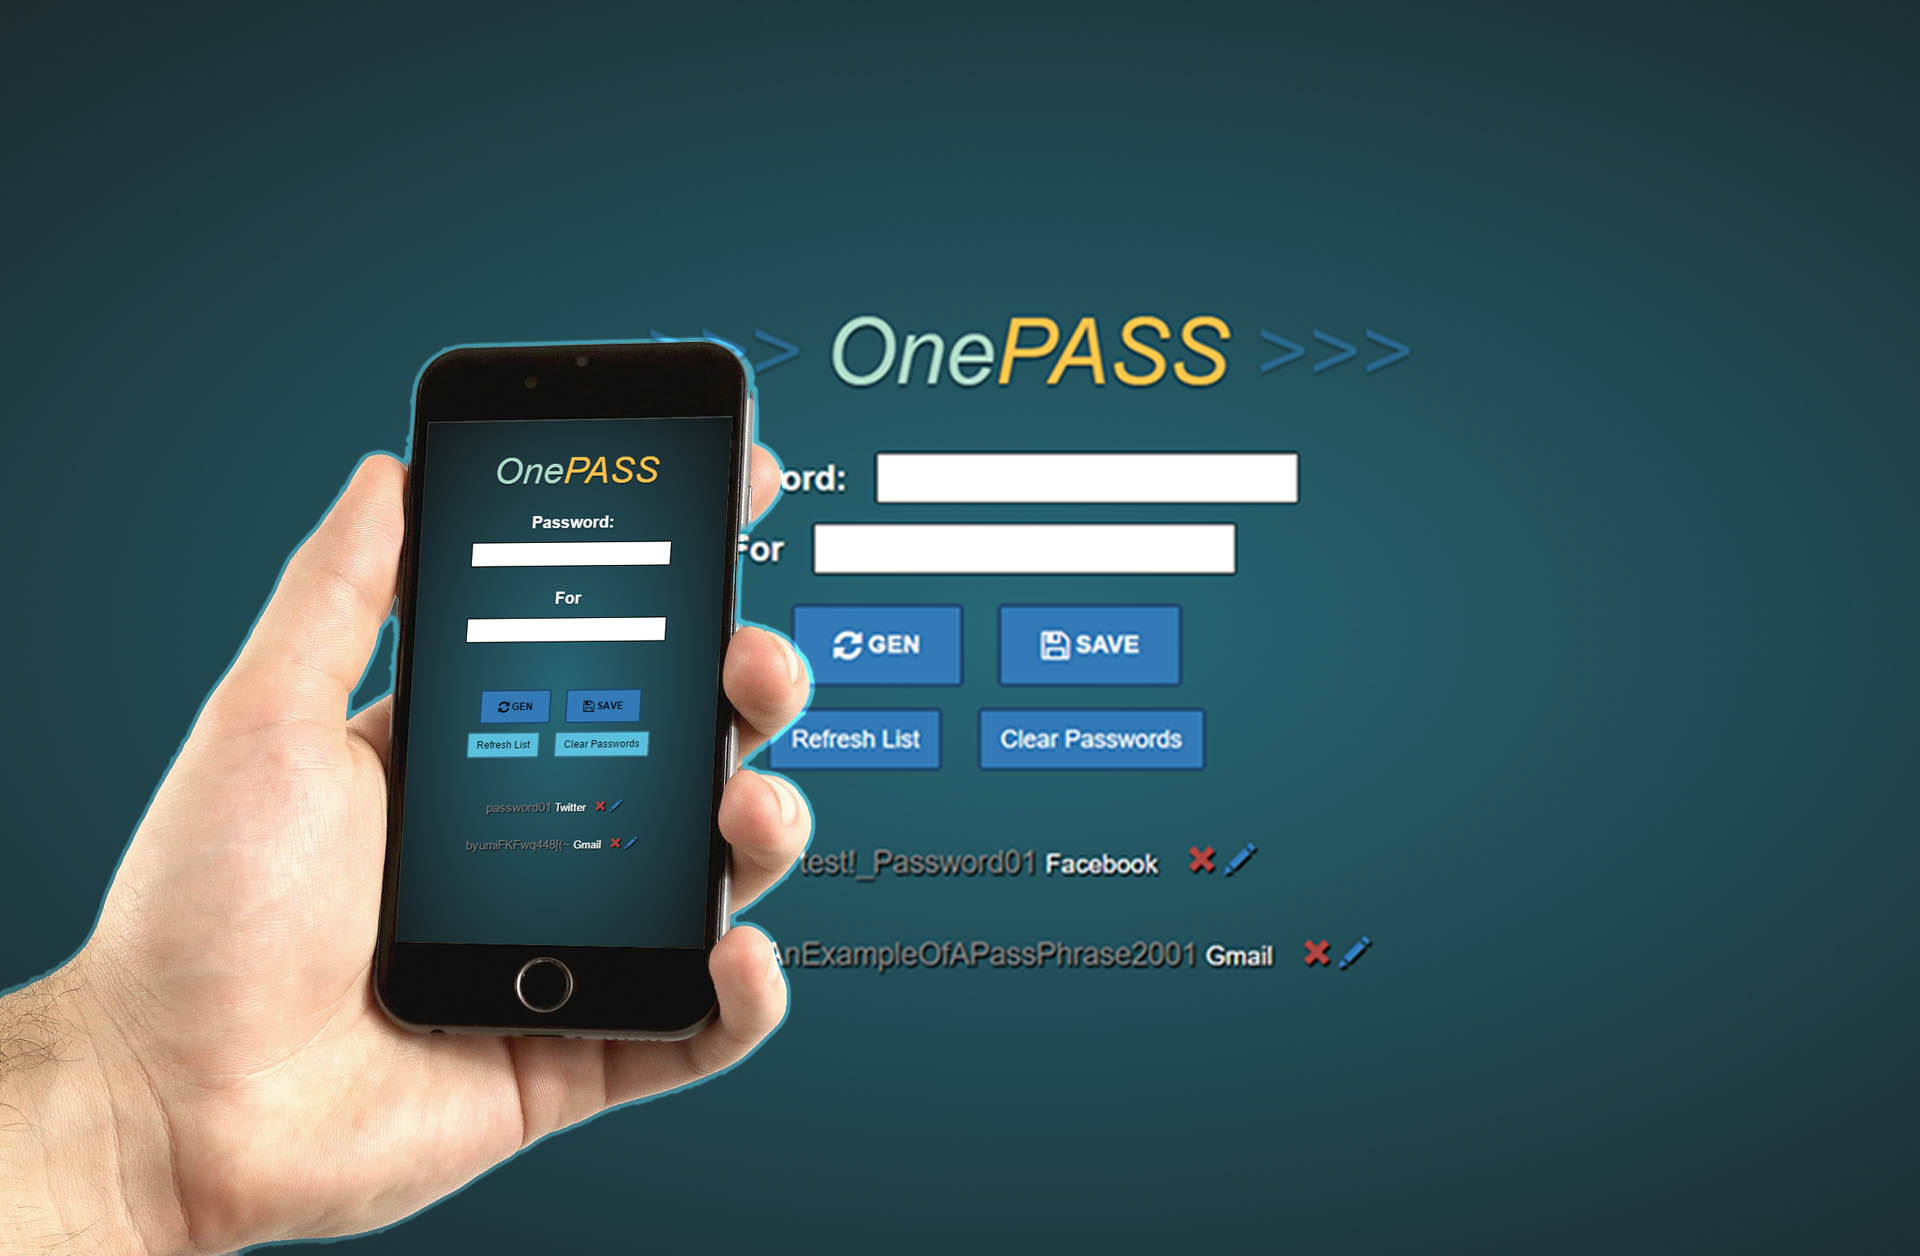 OnePASS
Password:
For
GEN SAVE
Refresh List Clear Passwords
password01 Twitter
Gmail
>>> OnePASS >>>
ord:
For
GEN SAVE
Refresh List Clear Passwords
test!_Password01 Facebook
AnExampleOfAPassPhrase2001 Gmail